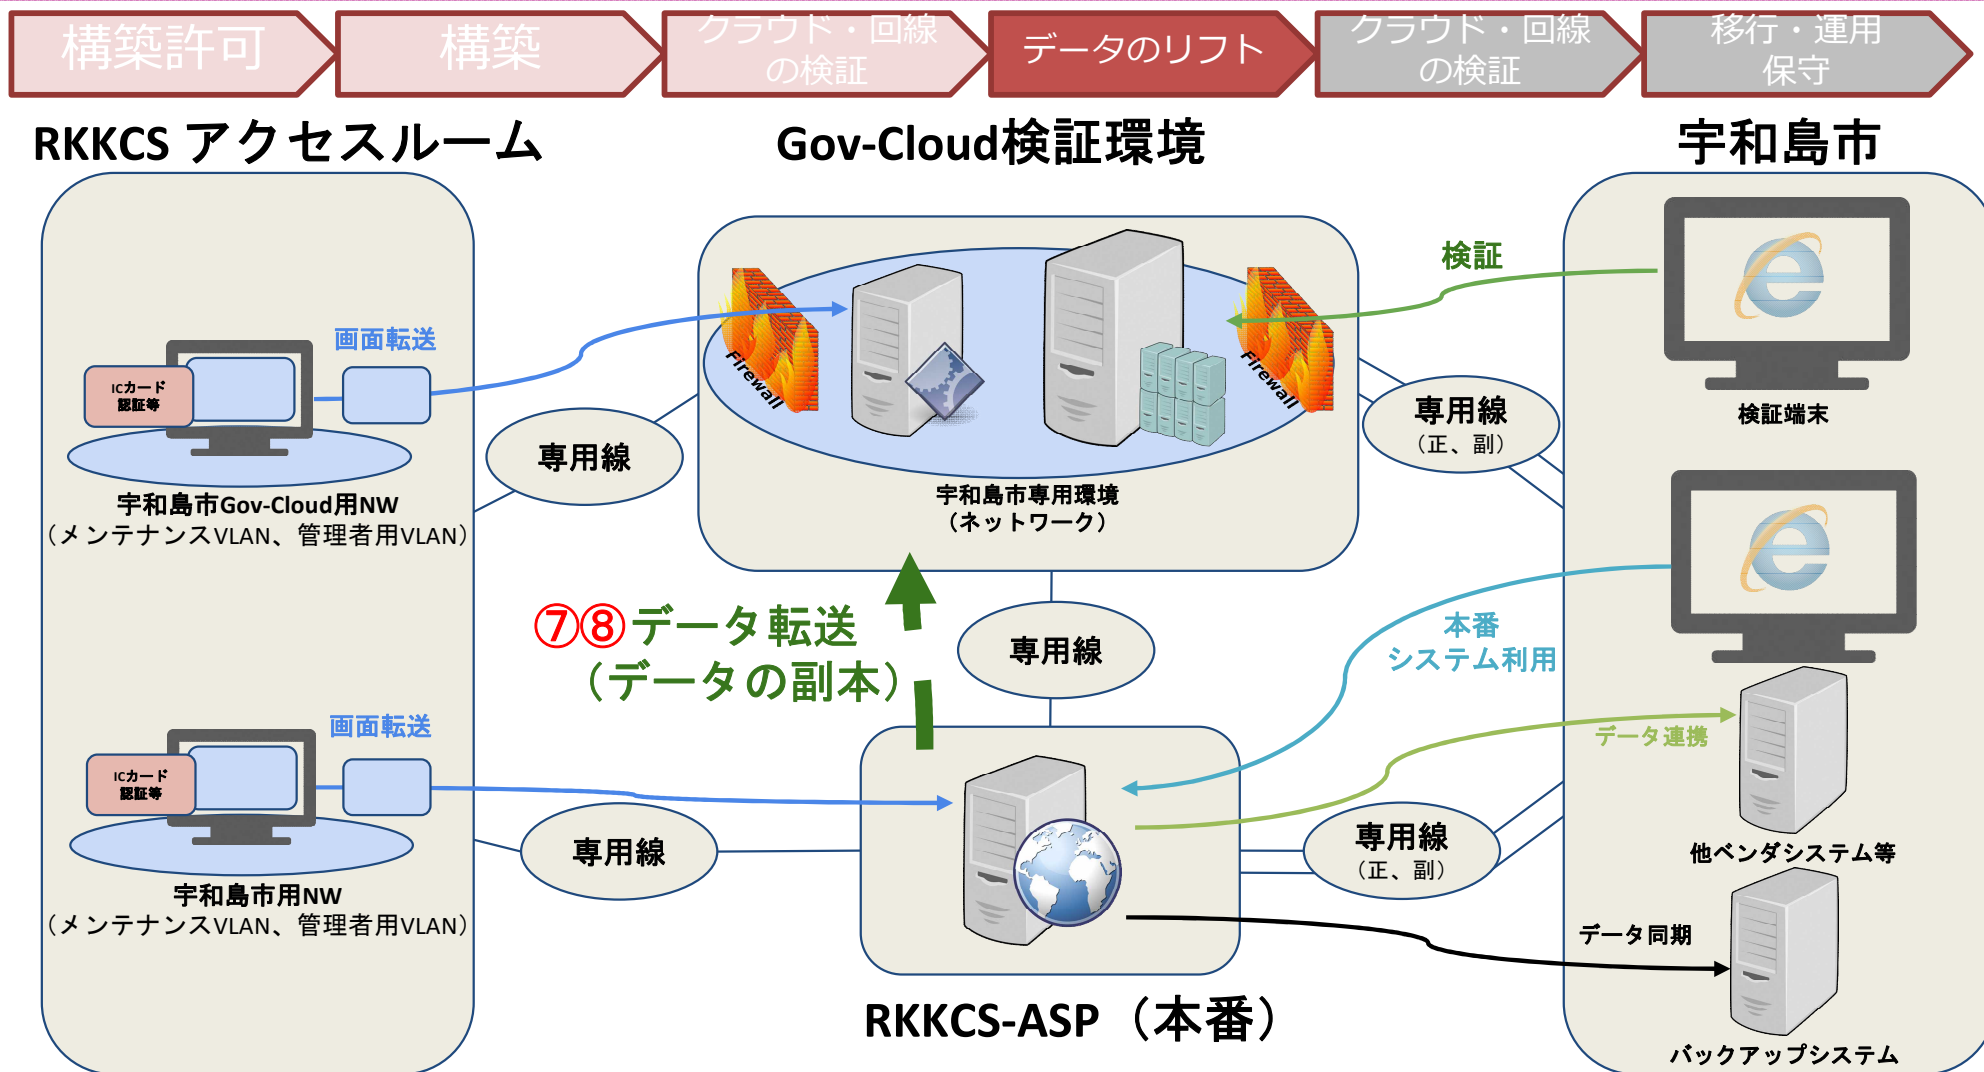 構築許可
構築
クラウド・回線
の検証
データのリフト
クラウド・回線
の検証
移行・運用
保守
RKKCS アクセスルーム
Gov-Cloud検証環境
宇和島市
検証
画面転送
ICカード
認証等
Firewall
Firewall
専用線
専用線
（正、副）
検証端末
宇和島市Gov-Cloud用NW
（メンテナンスVLAN、管理者用VLAN）
宇和島市専用環境
（ネットワーク）
⑦⑧データ転送
（データの副本）
専用線
本番
システム利用
画面転送
データ連携
ICカード
認証等
専用線
専用線
（正、副）
他ベンダシステム等
宇和島市用NW
（メンテナンスVLAN、管理者用VLAN）
データ同期
RKKCS-ASP（本番）
バックアップシステム